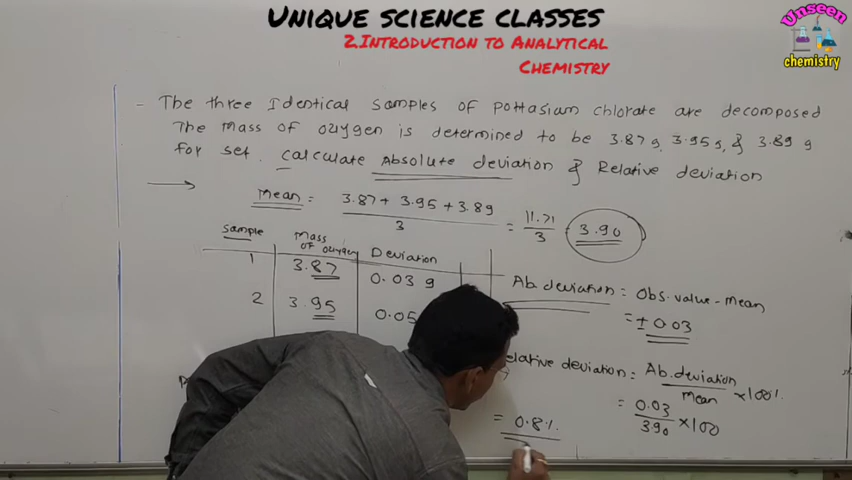 UNIQUE SCIENCE CLASSES
2.INTRODUCTION TO ANALYTICAL
CHEMISTRY
Unseen
chemistry
- The three Identical samples of pottasium chlorate are decomposed
The mass of oxygen is determined to be 3.87 g, 3.95 g, & 3.89 g
for set. Calculate Absolute deviation & Relative deviation
→ Mean = 3.87 + 3.95 + 3.89 / 3 = 11.71 / 3 = 3.90
Sample Mass of oxygen Deviation
1 3.87 0.03 g
2 3.95 0.05
Ab. deviation = Obs. value - Mean
= ± 0.03
elative deviation = Ab. deviation / Mean × 100%
= 0.03 / 3.90 × 100
= 0.8%